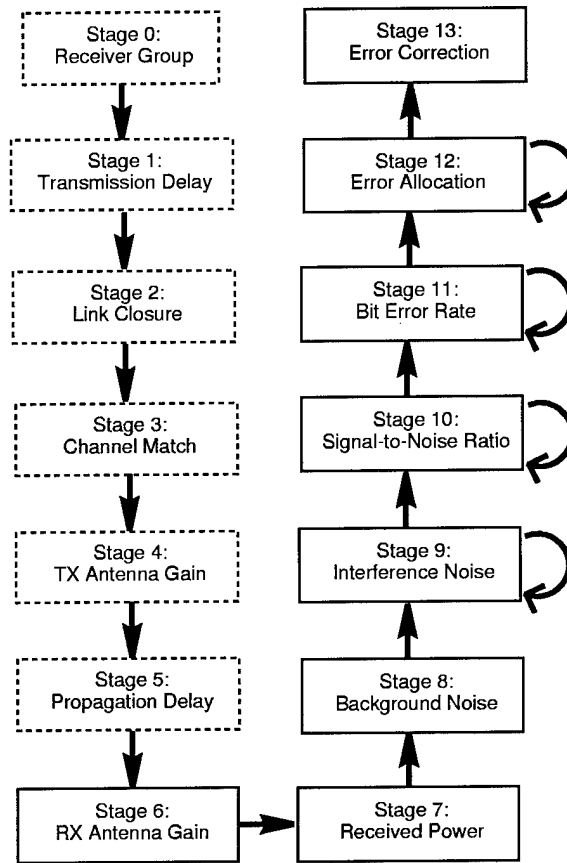 Stage 0:
Receiver Group
Stage 1:
Transmission Delay
Stage 2:
Link Closure
Stage 3:
Channel Match
Stage 4:
TX Antenna Gain
Stage 5:
Propagation Delay
Stage 6:
RX Antenna Gain
Stage 7:
Received Power
Stage 8:
Background Noise
Stage 9:
Interference Noise
Stage 10:
Signal-to-Noise Ratio
Stage 11:
Bit Error Rate
Stage 12:
Error Allocation
Stage 13:
Error Correction